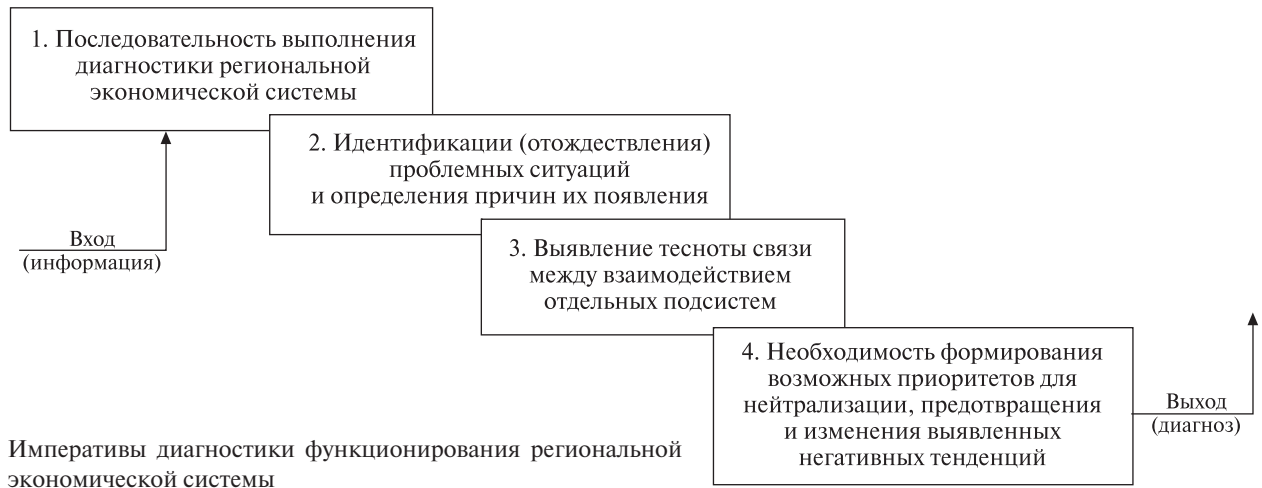 1. Последовательность выполнения
диагностики региональной
экономической системы
2. Идентификации (отождествления)
проблемных ситуаций
и определения причин их появления
Вход
(информация)
3. Выявление тесноты связи
между взаимодействием
отдельных подсистем
4. Необходимость формирования
возможных приоритетов для
нейтрализации, предотвращения
и изменения выявленных
негативных тенденций
Выход
(диагноз)
Императивы диагностики функционирования региональной
экономической системы